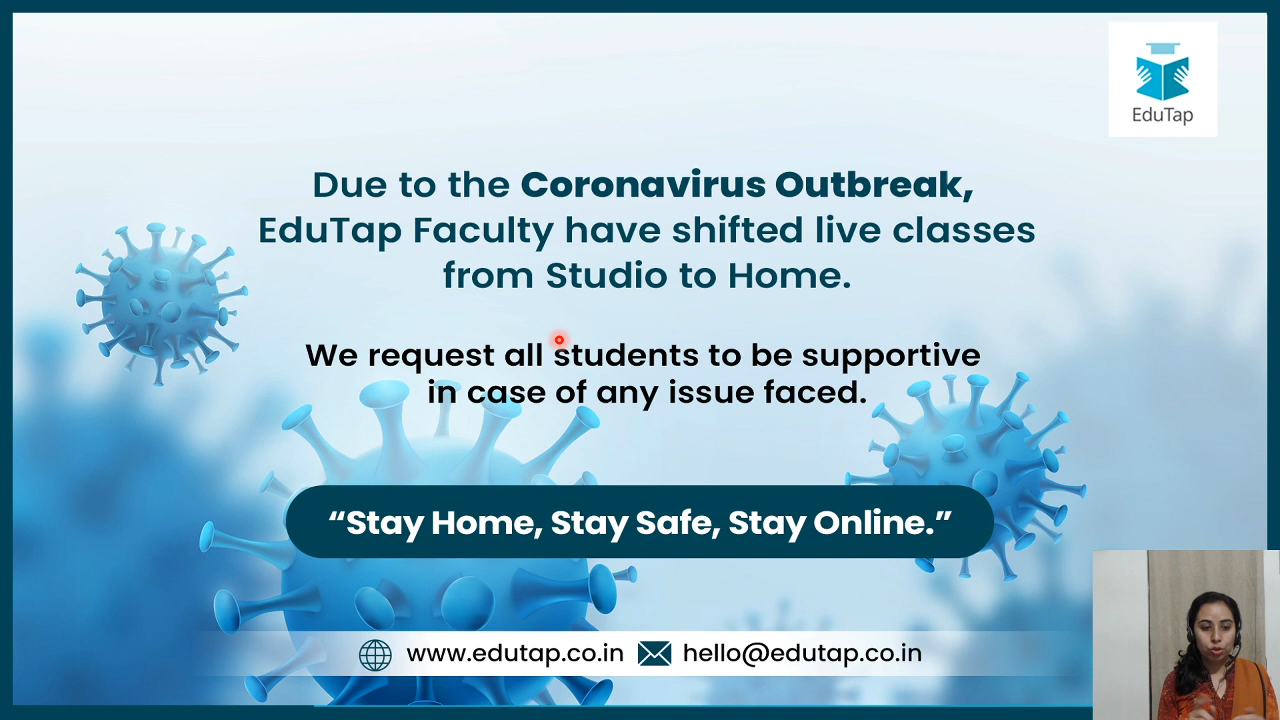 EduTap
Due to the Coronavirus Outbreak,
EduTap Faculty have shifted live classes
from Studio to Home.
We request all students to be supportive
in case of any issue faced.
“Stay Home, Stay Safe, Stay Online.”
www.edutap.co.in hello@edutap.co.in